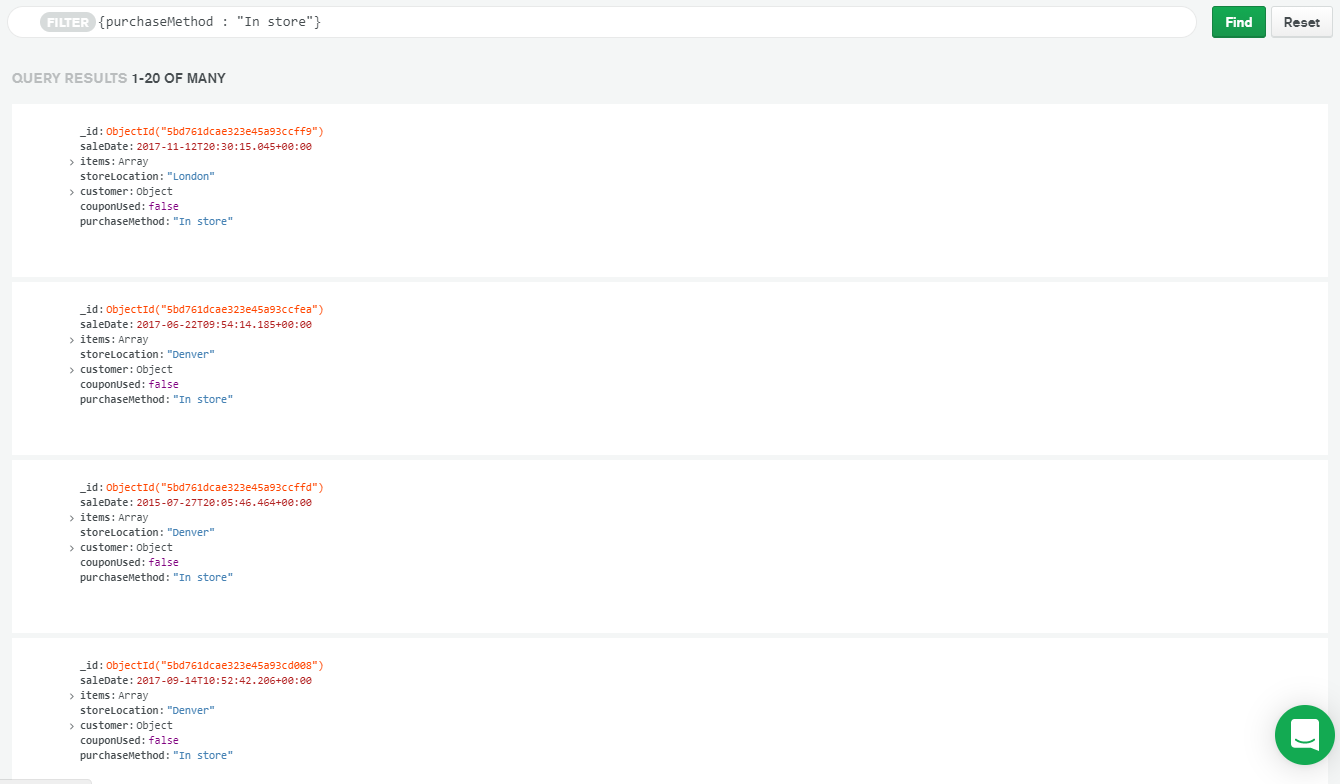 FILTER {purchaseMethod : "In store"} Find Reset
QUERY RESULTS 1-20 OF MANY
_id: ObjectId("5bd761dcae323e45a93ccff9")
saleDate: 2017-11-12T20:30:15.045+00:00
items: Array
storeLocation: "London"
customer: Object
couponUsed: false
purchaseMethod: "In store"
_id: ObjectId("5bd761dcae323e45a93ccfea")
saleDate: 2017-06-22T09:54:14.185+00:00
items: Array
storeLocation: "Denver"
customer: Object
couponUsed: false
purchaseMethod: "In store"
_id: ObjectId("5bd761dcae323e45a93ccffd")
saleDate: 2015-07-27T20:05:46.464+00:00
items: Array
storeLocation: "Denver"
customer: Object
couponUsed: false
purchaseMethod: "In store"
_id: ObjectId("5bd761dcae323e45a93cd008")
saleDate: 2017-09-14T10:52:42.206+00:00
items: Array
storeLocation: "Denver"
customer: Object
couponUsed: false
purchaseMethod: "In store"